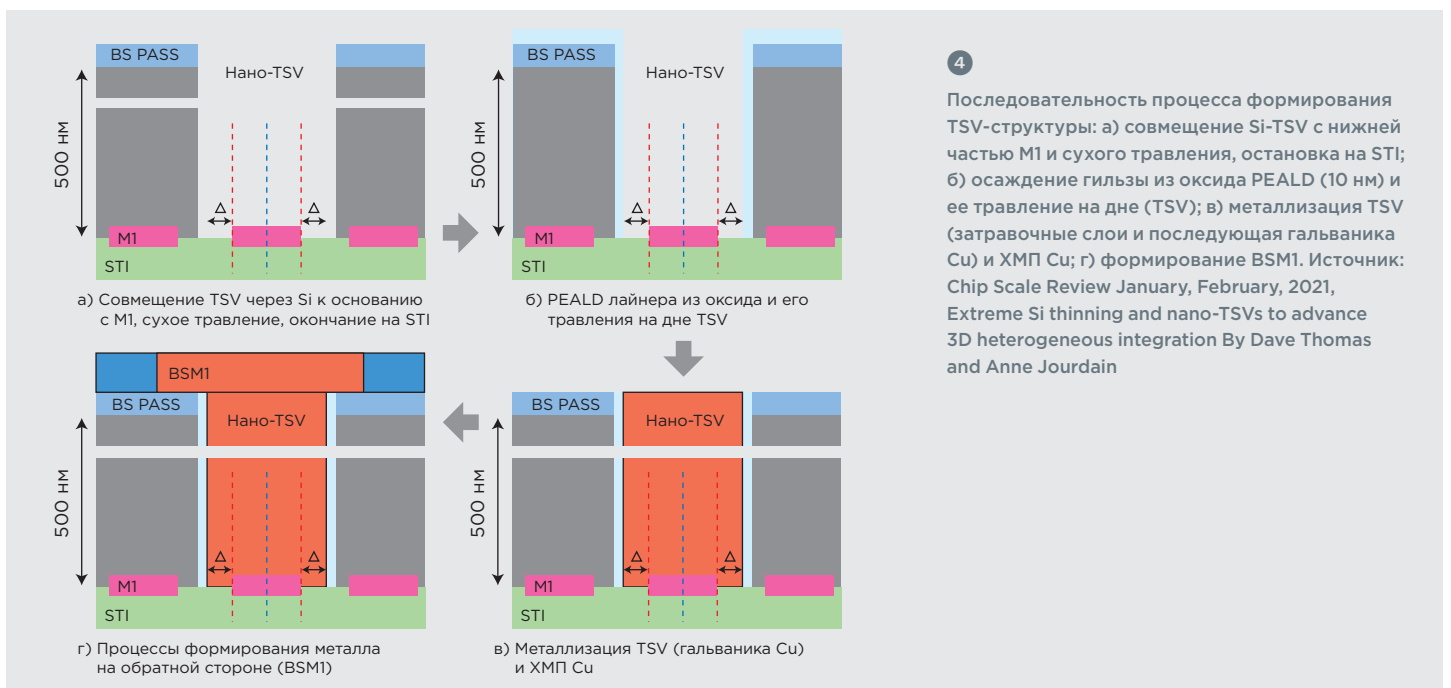 BS PASS
Нано-TSV
500 нм
Δ
Δ
M1
STI
а) Совмещение TSV через Si к основанию
с M1, сухое травление, окончание на STI
BS PASS
Нано-TSV
500 нм
Δ
Δ
M1
STI
б) PEALD лайнера из оксида и его
травления на дне TSV
BSM1
BS PASS
Нано-TSV
500 нм
Δ
Δ
M1
STI
г) Процессы формирования металла
на обратной стороне (BSM1)
BS PASS
Нано-TSV
500 нм
Δ
Δ
M1
STI
в) Металлизация TSV (гальваника Cu)
и ХМП Cu
4
Последовательность процесса формирования
TSV-структуры: а) совмещение Si-TSV с нижней
частью M1 и сухого травления, остановка на STI;
б) осаждение гильзы из оксида PEALD (10 нм) и
ее травление на дне (TSV); в) металлизация TSV
(затравочные слои и последующая гальваника
Cu) и ХМП Cu; г) формирование BSM1. Источник:
Chip Scale Review January, February, 2021,
Extreme Si thinning and nano-TSVs to advance
3D heterogeneous integration By Dave Thomas
and Anne Jourdain